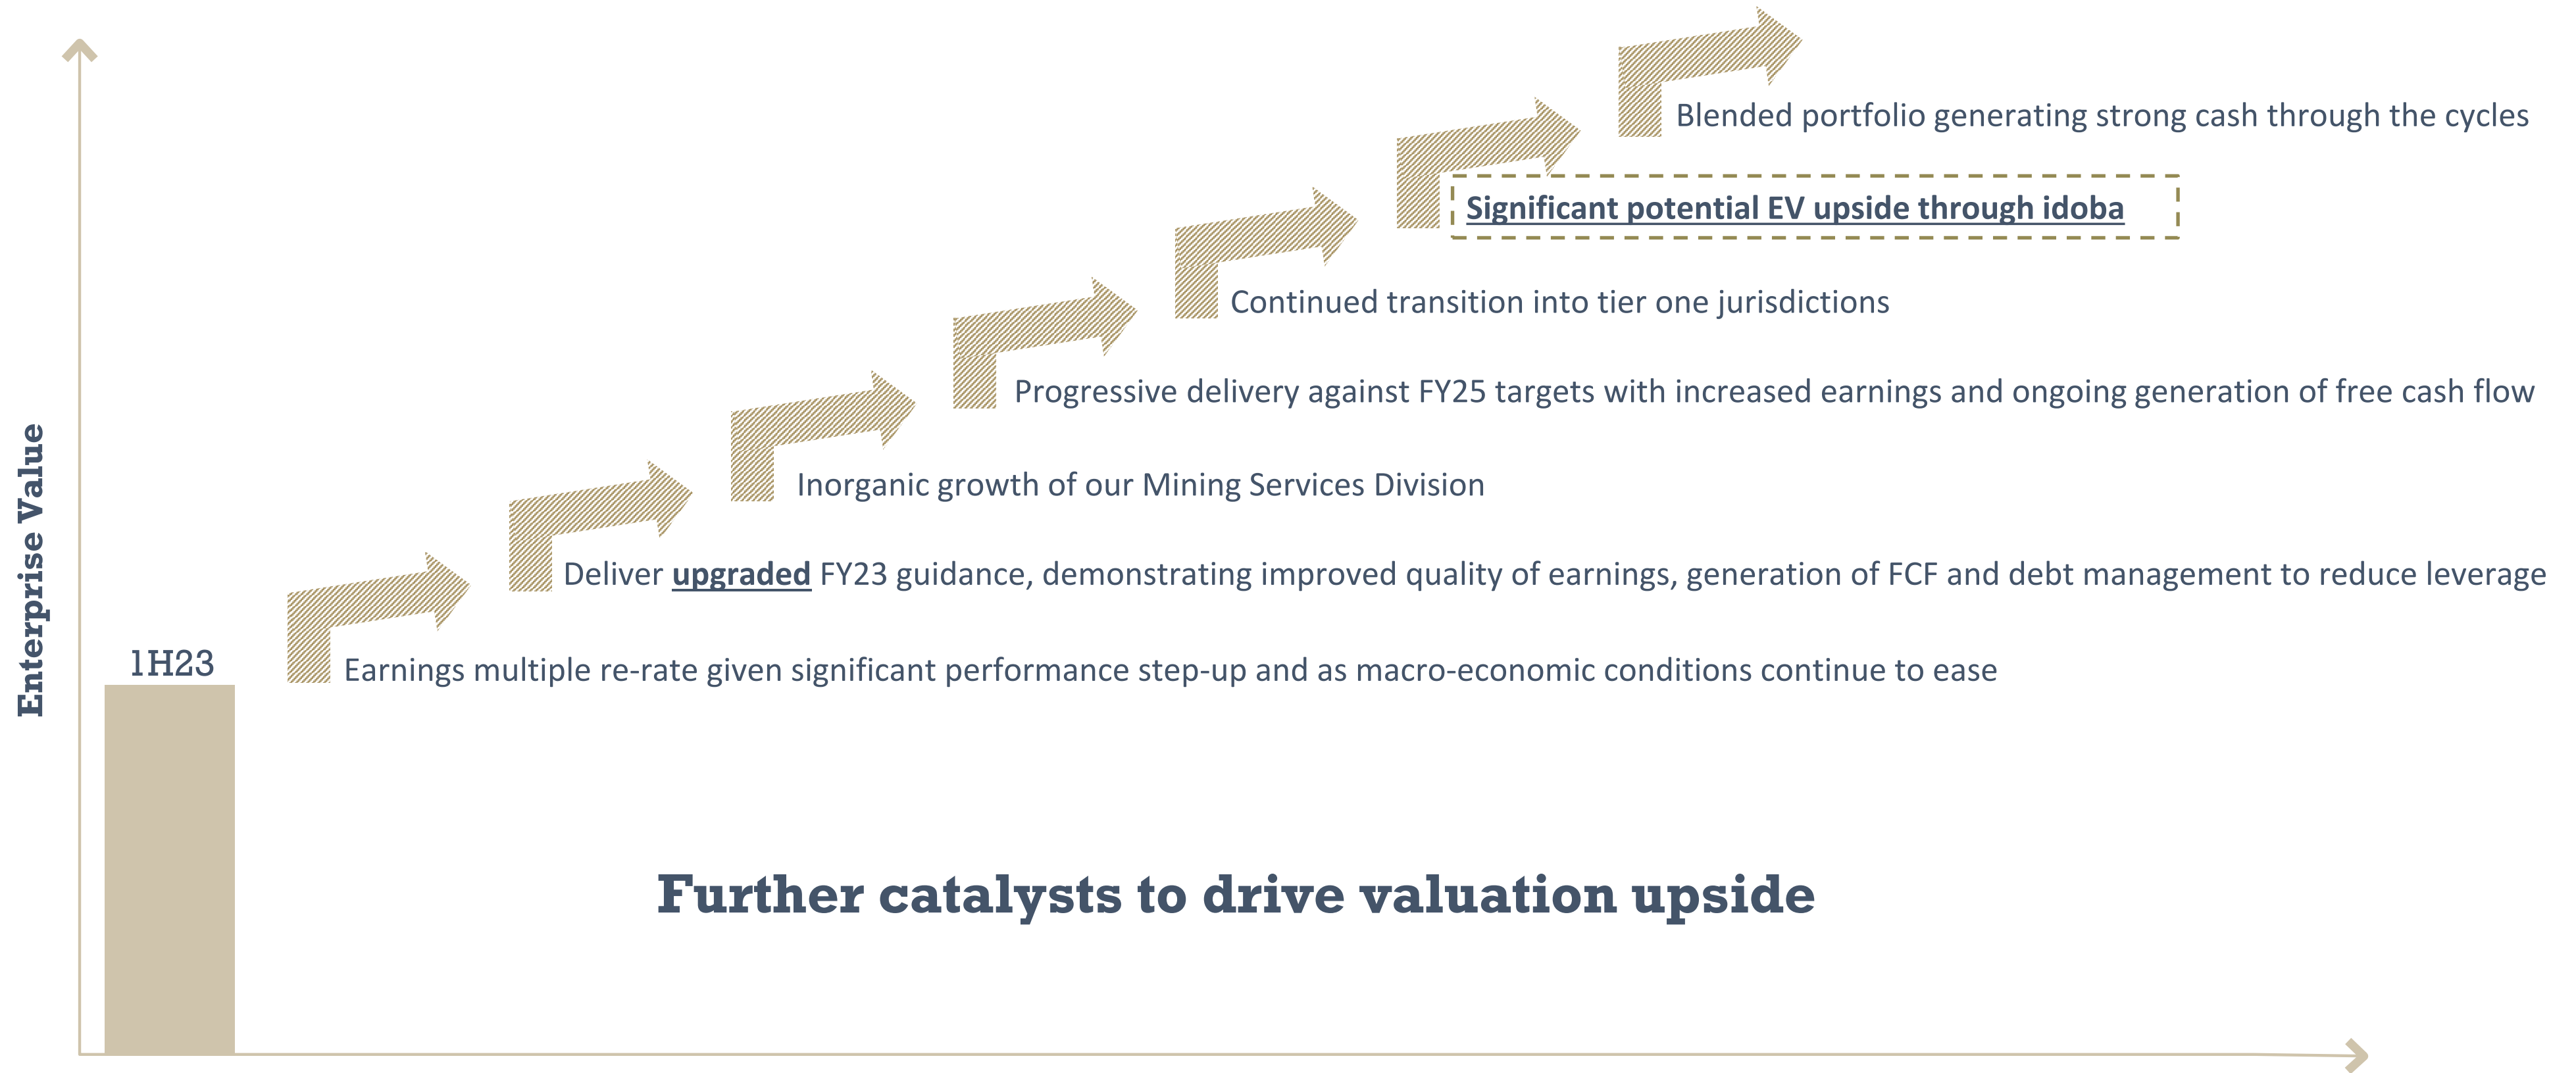 Blended portfolio generating strong cash through the cycles
Significant potential EV upside through idoba
Continued transition into tier one jurisdictions
Progressive delivery against FY25 targets with increased earnings and ongoing generation of free cash flow
Inorganic growth of our Mining Services Division
Deliver upgraded FY23 guidance, demonstrating improved quality of earnings, generation of FCF and debt management to reduce leverage
Earnings multiple re-rate given significant performance step-up and as macro-economic conditions continue to ease
Enterprise Value
1H23
Further catalysts to drive valuation upside